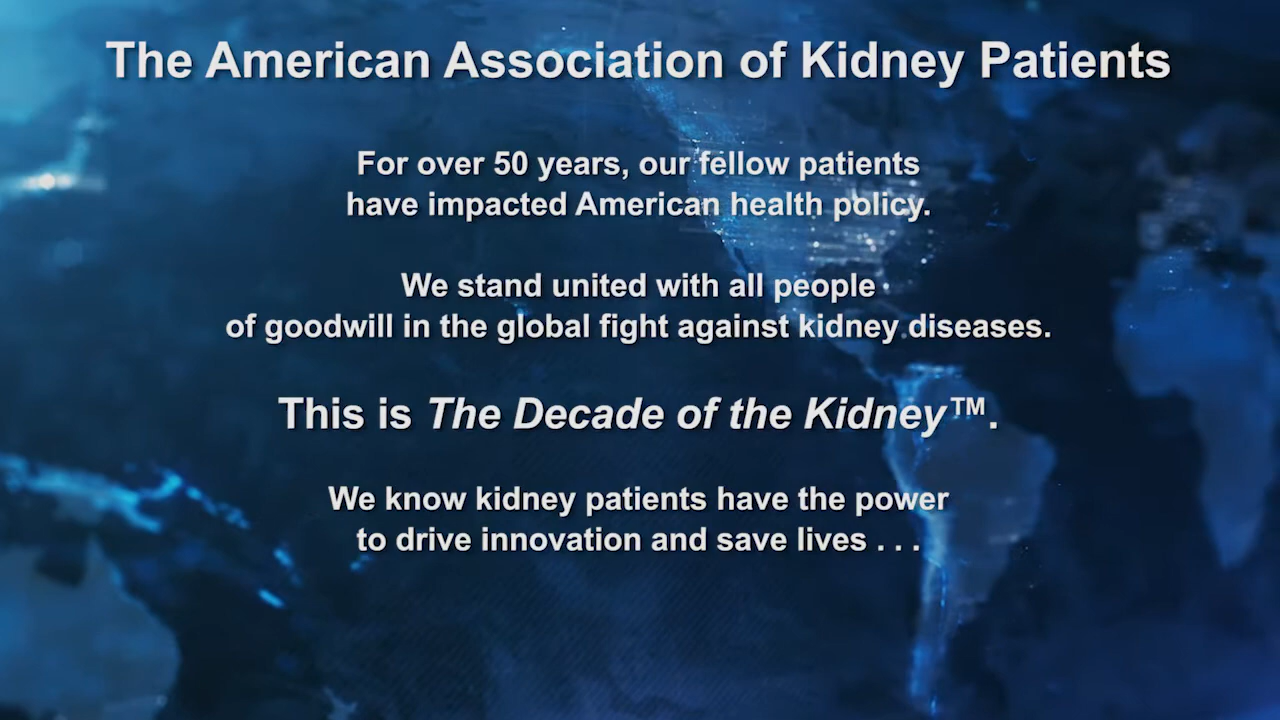 The American Association of Kidney Patients
For over 50 years, our fellow patients
have impacted American health policy.
We stand united with all people
of goodwill in the global fight against kidney diseases.
This is The Decade of the Kidney™.
We know kidney patients have the power
to drive innovation and save lives . . .